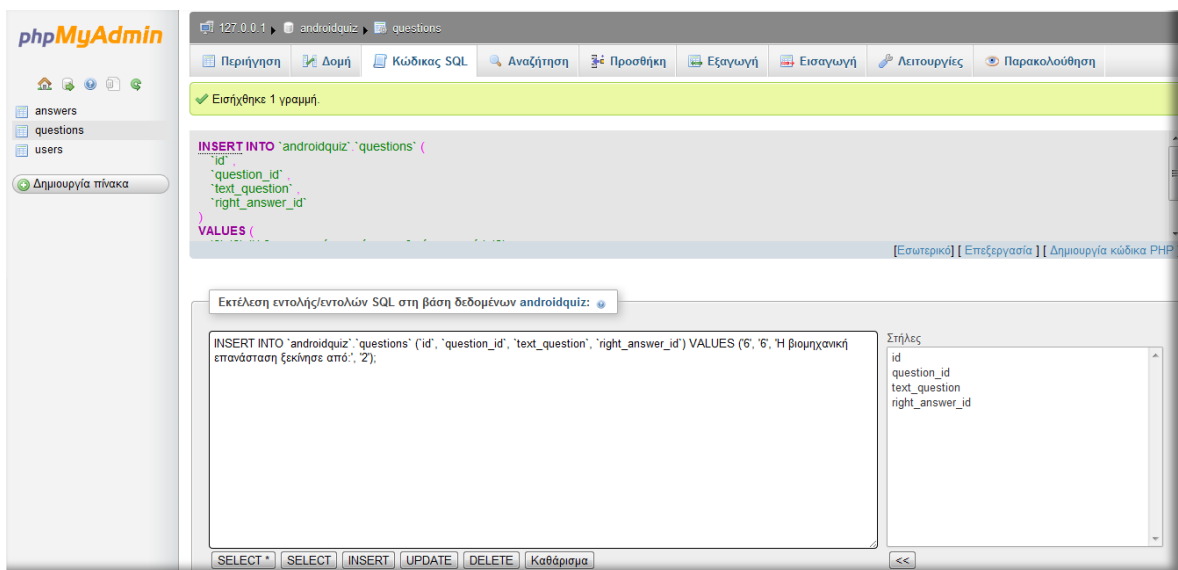 phpMyAdmin
127.0.0.1 androidquiz questions
Περιήγηση Δομή Κώδικας SQL Αναζήτηση Προσθήκη Εξαγωγή Εισαγωγή Λειτουργίες Παρακολούθηση
answers
questions
users
Δημιουργία πίνακα
Εισήχθηκε 1 γραμμή.
INSERT INTO `androidquiz`.`questions` (
`id` ,
`question_id` ,
`text_question` ,
`right_answer_id`
)
VALUES (
[Εσωτερικό] [ Επεξεργασία ] [ Δημιουργία κώδικα PHP
Εκτέλεση εντολής/εντολών SQL στη βάση δεδομένων androidquiz:
INSERT INTO `androidquiz`.`questions` (`id`, `question_id`, `text_question`, `right_answer_id`) VALUES ('6', '6', 'Η βιομηχανική
επανάσταση ξεκίνησε από:', '2');
Στήλες
id
question_id
text_question
right_answer_id
SELECT * SELECT INSERT UPDATE DELETE Καθάρισμα <<